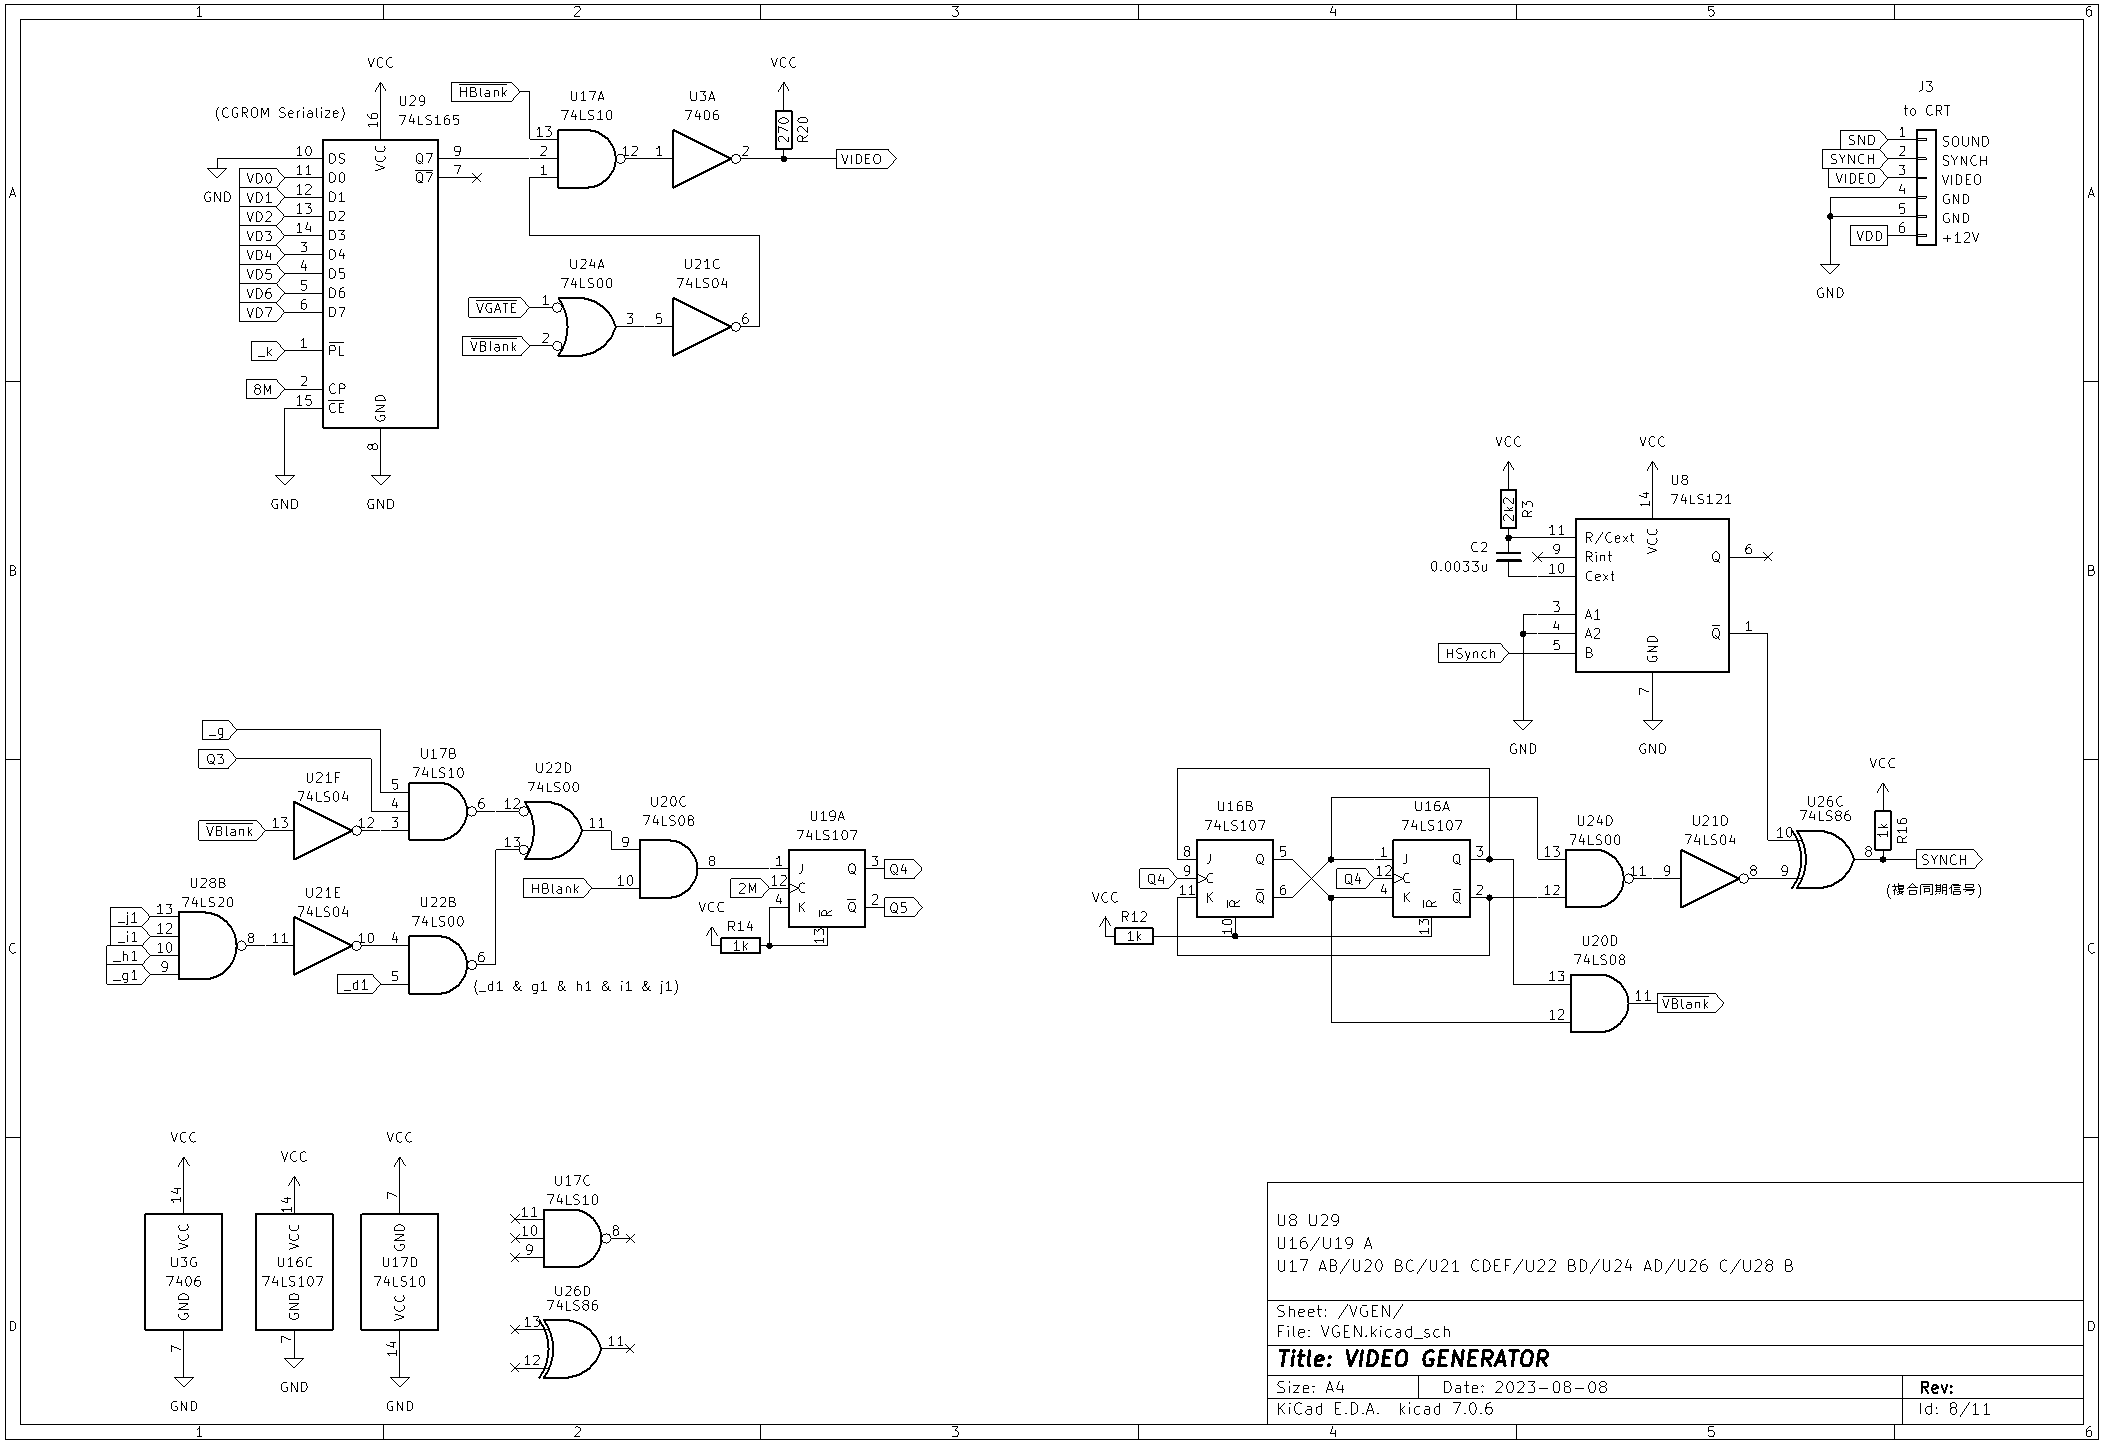 1 2 3 4 5 6
A
B
C
D
VCC
(CGROM Serialize)
U29
74LS165
16
VCC
10 DS
11 D0
12 D1
13 D2
14 D3
3 D4
4 D5
5 D6
6 D7
1 PL
2 CP
15 CE
Q7 9
Q7 7
GND
8
GND
VD0
VD1
VD2
VD3
VD4
VD5
VD6
VD7
_k
8M
GND
GND
HBlank
U17A
74LS10
13
2
1
12
U3A
7406
1
2
VCC
270
R20
VIDEO
U24A
74LS00
VGATE
1
VBlank
2
3
U21C
74LS04
5
6
J3
to CRT
SND 1 SOUND
SYNCH 2 SYNCH
VIDEO 3 VIDEO
4 GND
5 GND
VDD 6 +12V
GND
VCC
2k2
R3
C2
0.0033u
VCC
14
U8
74LS121
11 R/Cext
9 Rint
10 Cext
3 A1
4 A2
5 B
HSynch
VCC
GND
Q 6
Q 1
7
GND
GND
_g
Q3
U21F
74LS04
VBlank
13
12
U17B
74LS10
5
4
3
6
U22D
74LS00
12
13
11
U20C
74LS08
9
10
8
HBlank
U28B
74LS20
_j1 13
_i1 12
_h1 10
_g1 9
8
U21E
74LS04
11
10
U22B
74LS00
4
_d1 5
6
(_d1 & g1 & h1 & i1 & j1)
U19A
74LS107
1 J
2M 12 C
4 K
R
13
Q 3 Q4
Q 2 Q5
VCC
R14
1k
VCC
R12
1k
U16B
74LS107
8 J
Q4 9 C
11 K
R
10
Q 5
Q 6
U16A
74LS107
1 J
Q4 12 C
4 K
R
13
Q 3
Q 2
U24D
74LS00
13
12
11
U21D
74LS04
9
8
U20D
74LS08
13
12
11
VBlank
U26C
74LS86
10
9
8
VCC
1k
R16
SYNCH
(複合同期信号)
VCC
14
VCC
U3G
7406
GND
7
GND
VCC
14
VCC
U16C
74LS107
GND
7
GND
VCC
7
GND
U17D
74LS10
VCC
14
GND
U17C
74LS10
11
10
9
8
U26D
74LS86
13
12
11
U8 U29
U16/U19 A
U17 AB/U20 BC/U21 CDEF/U22 BD/U24 AD/U26 C/U28 B
Sheet: /VGEN/
File: VGEN.kicad_sch
Title: VIDEO GENERATOR
Size: A4 Date: 2023-08-08 Rev:
KiCad E.D.A. kicad 7.0.6 Id: 8/11
A
B
C
D
1 2 3 4 5 6